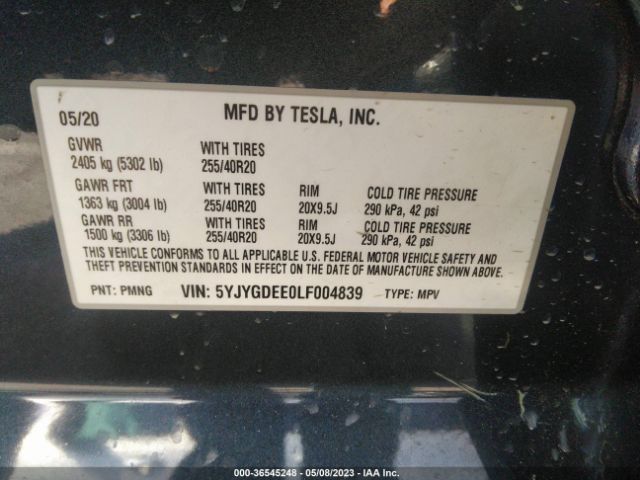 05/20 MFD BY TESLA, INC.
GVWR WITH TIRES
2405 kg (5302 lb) 255/40R20
GAWR FRT WITH TIRES RIM COLD TIRE PRESSURE
1363 kg (3004 lb) 255/40R20 20X9.5J 290 kPa, 42 psi
GAWR RR WITH TIRES RIM COLD TIRE PRESSURE
1500 kg (3306 lb) 255/40R20 20X9.5J 290 kPa, 42 psi
THIS VEHICLE CONFORMS TO ALL APPLICABLE U.S. FEDERAL MOTOR VEHICLE SAFETY AND
THEFT PREVENTION STANDARDS IN EFFECT ON THE DATE OF MANUFACTURE SHOWN ABOVE.
PNT: PMNG VIN: 5YJYGDEE0LF004839 TYPE: MPV
000-36545248 - 05/08/2023 - IAA Inc.